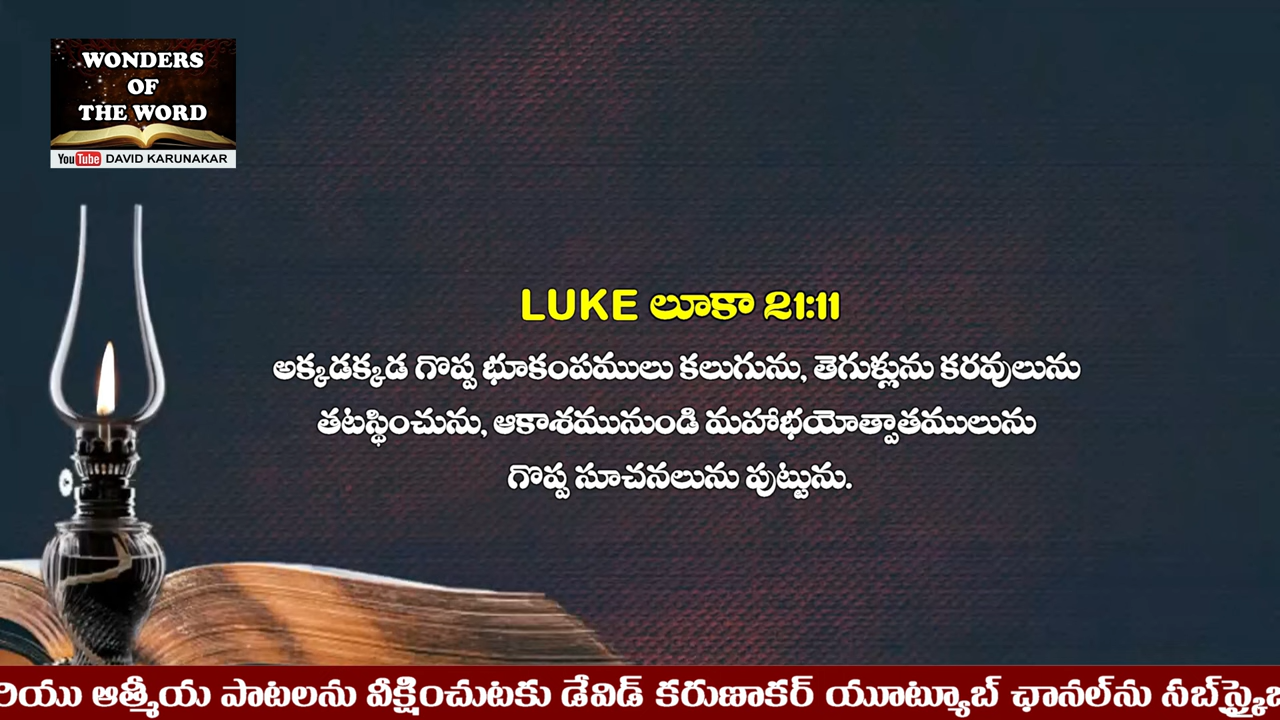 WONDERS
OF
THE WORD
YouTube DAVID KARUNAKAR
LUKE లూకా 21:11
అక్కడక్కడ గొప్ప భూకంపములు కలుగును, తెగుళ్లును కరవులును
తటస్థించును, ఆకాశమునుండి మహాభయోత్పాతములును
గొప్ప సూచనలును పుట్టును.
ఆత్మీయ పాటలను వీక్షించుటకు డేవిడ్ కరుణాకర్ యూట్యూబ్ ఛానల్‌ను